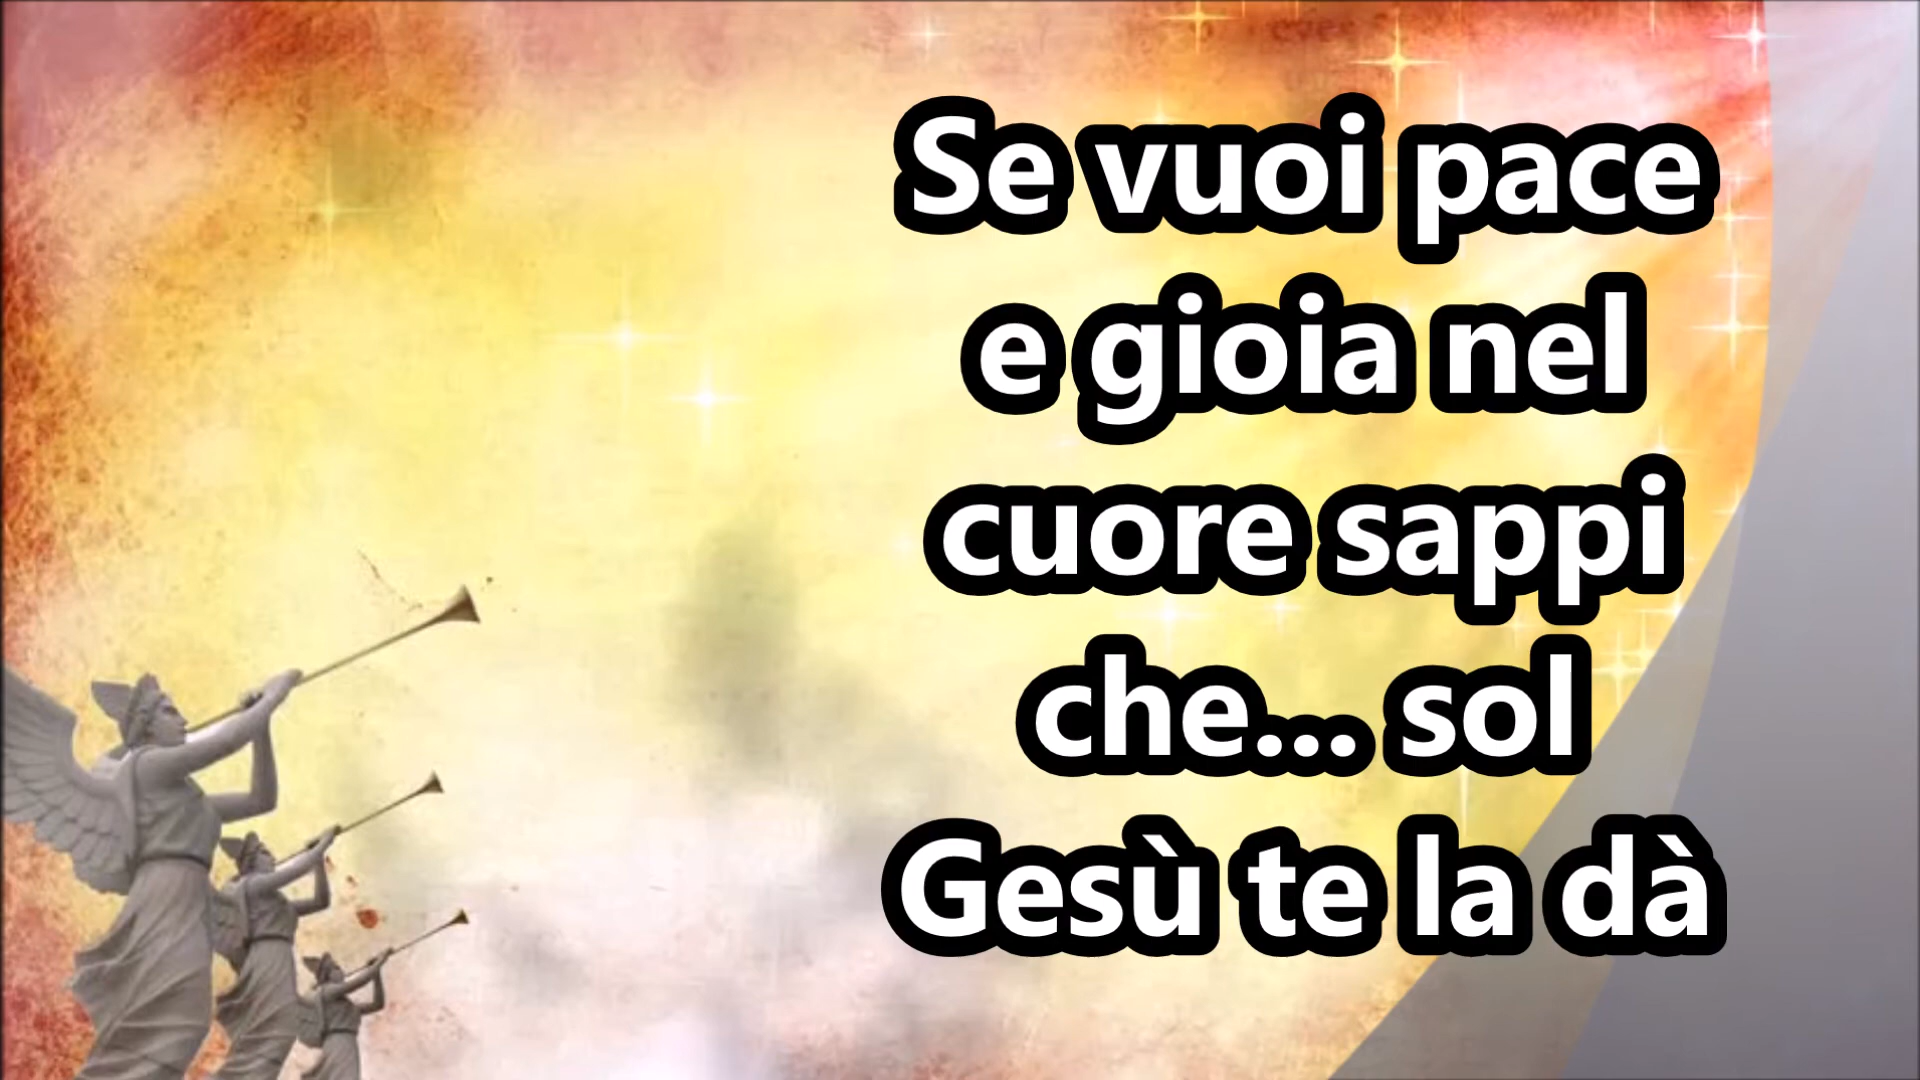 Se vuoi pace
e gioia nel
cuore sappi
che... sol
Gesù te la dà